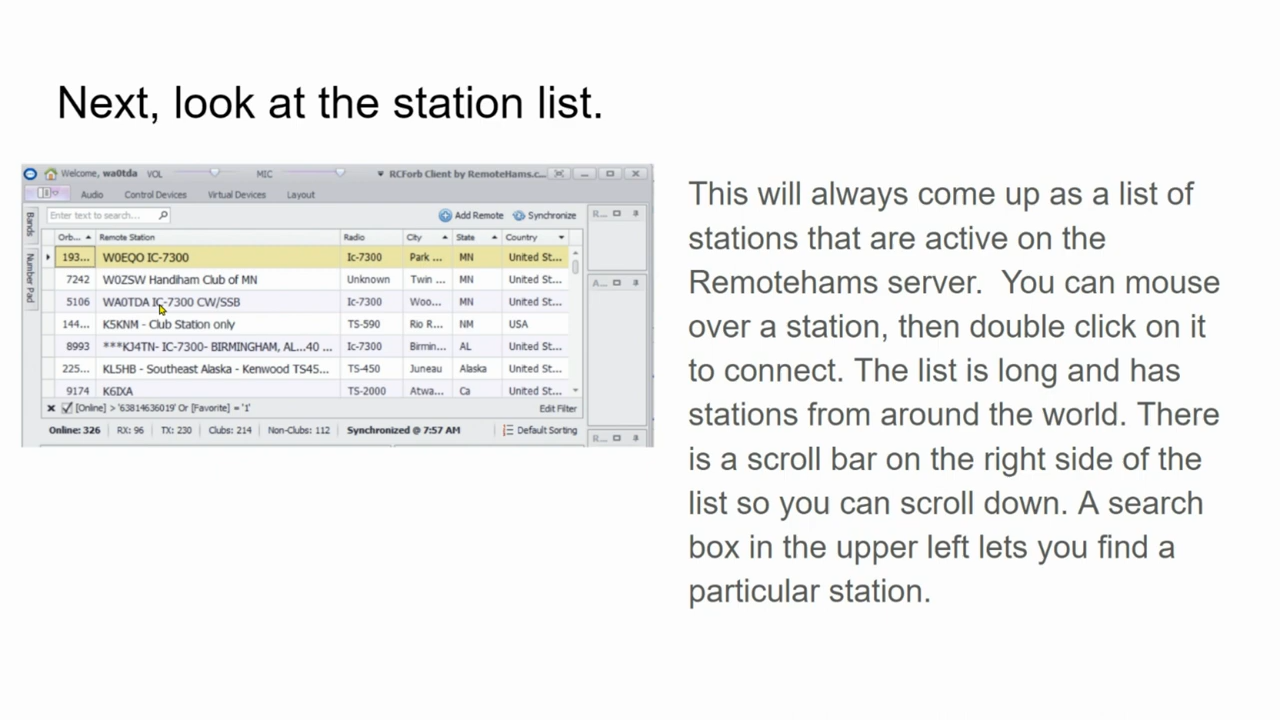 Next, look at the station list.
Welcome, wa0tda VOL MIC RCForb Client by RemoteHams.c...
Audio Control Devices Virtual Devices Layout
Enter text to search... Add Remote Synchronize
Bands
Number Pad
R...
A...
R...
Orb... Remote Station Radio City State Country
193... W0EQO IC-7300 Ic-7300 Park ... MN United St...
7242 W0ZSW Handiham Club of MN Unknown Twin ... MN United St...
5106 WA0TDA IC-7300 CW/SSB Ic-7300 Woo... MN United St...
144... K5KNM - Club Station only TS-590 Rio R... NM USA
8993 ***KJ4TN- IC-7300- BIRMINGHAM, AL...40 ... Ic-7300 Birmin... AL United St...
225... KL5HB - Southeast Alaska - Kenwood TS45... TS-450 Juneau Alaska United St...
9174 K6IXA TS-2000 Atwa... Ca United St...
[Online] > '63814636019' Or [Favorite] = '1' Edit Filter
Online: 326 RX: 96 TX: 230 Clubs: 214 Non-Clubs: 112 Synchronized @ 7:57 AM Default Sorting
This will always come up as a list of
stations that are active on the
Remotehams server. You can mouse
over a station, then double click on it
to connect. The list is long and has
stations from around the world. There
is a scroll bar on the right side of the
list so you can scroll down. A search
box in the upper left lets you find a
particular station.